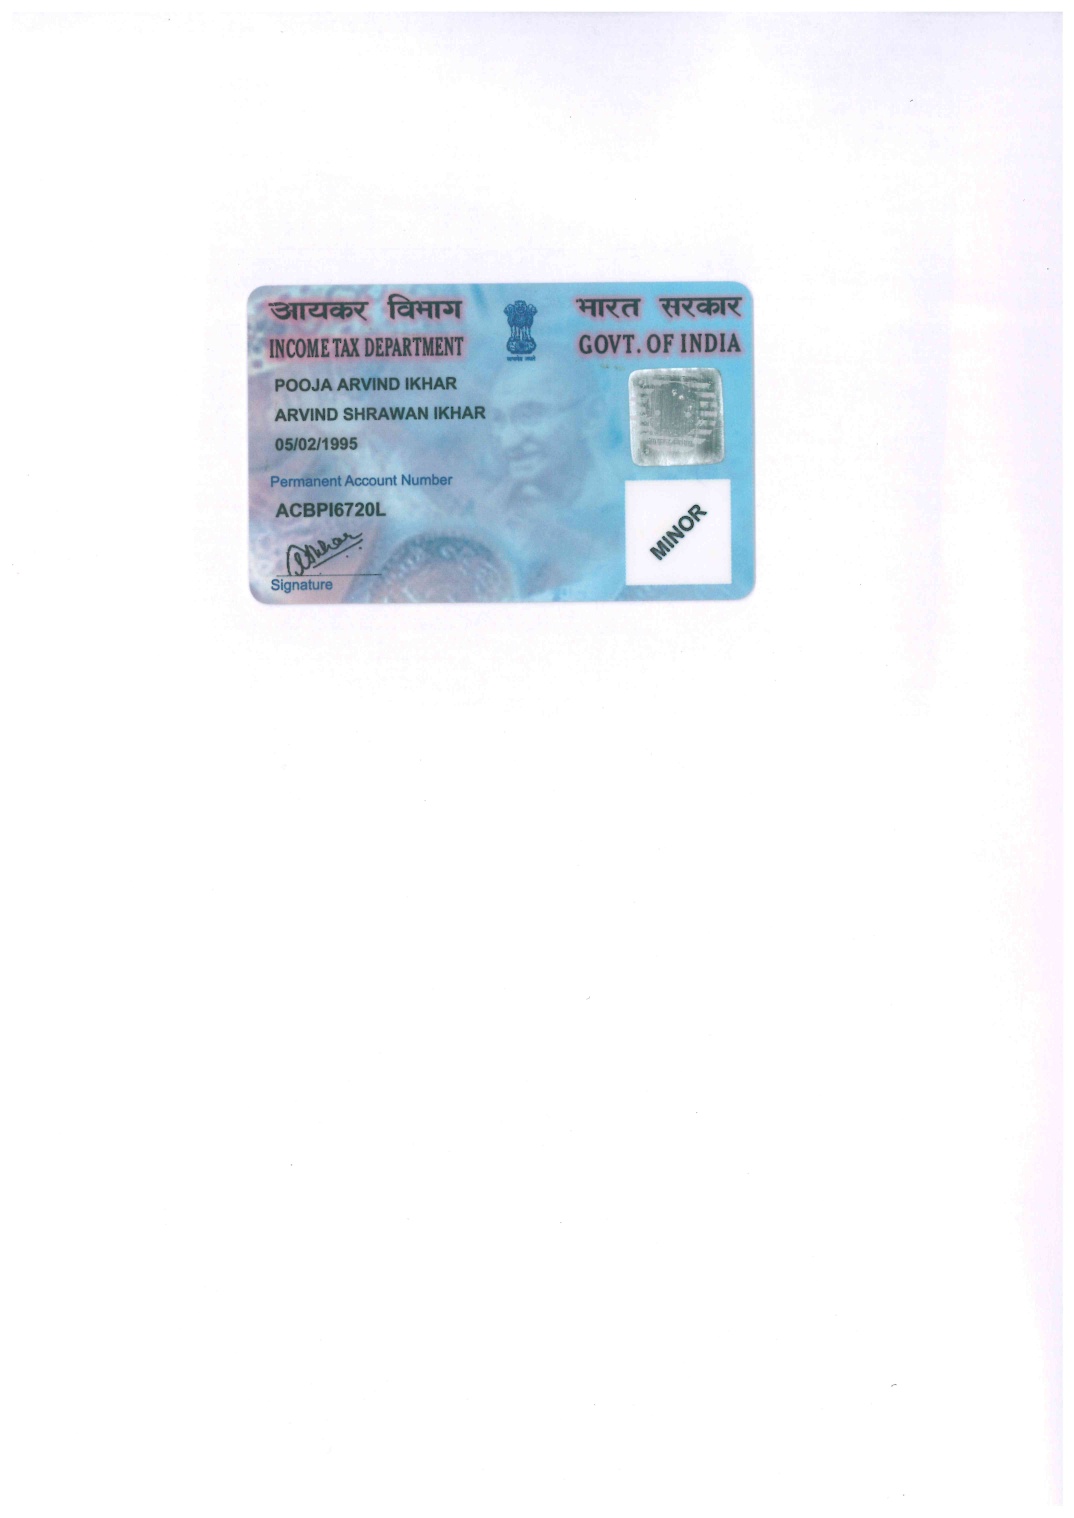 आयकर विभाग
INCOME TAX DEPARTMENT
भारत सरकार
GOVT. OF INDIA
POOJA ARVIND IKHAR
ARVIND SHRAWAN IKHAR
05/02/1995
Permanent Account Number
ACBPI6720L
Signature
MINOR